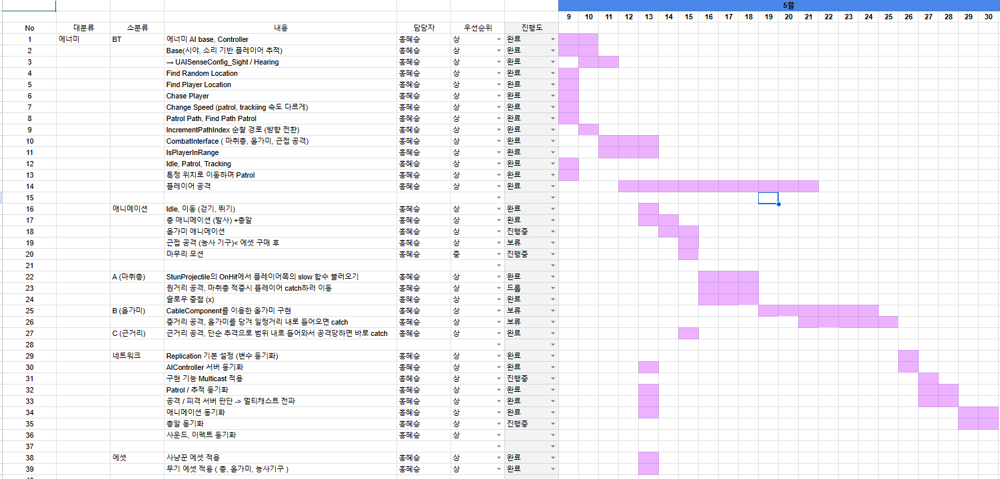 5월
9 10 11 12 13 14 15 16 17 18 19 20 21 22 23 24 25 26 27 28 29 30
No 대분류 소분류 내용 담당자 우선순위 진행도
1 에너미 BT 에너미 AI base, Controller 홍혜승 상 완료
2 Base(시야, 소리 기반 플레이어 추적) 홍혜승 상 완료
3 → UAISenseConfig_Sight / Hearing 홍혜승 상 완료
4 Find Random Location 홍혜승 상 완료
5 Find Player Location 홍혜승 상 완료
6 Chase Player 홍혜승 상 완료
7 Change Speed (patrol, trackiing 속도 다르게) 홍혜승 상 완료
8 Patrol Path, Find Path Patrol 홍혜승 상 완료
9 IncrementPathIndex 순찰 경로 (방향 전환) 홍혜승 상 완료
10 CombatInterface ( 마취총, 올가미, 근접 공격) 홍혜승 상 완료
11 IsPlayerInRange 홍혜승 상 완료
12 Idle, Patrol, Tracking 홍혜승 상 완료
13 특정 위치로 이동하며 Patrol 홍혜승 상 완료
14 플레이어 공격 홍혜승 상 완료
15
16 애니메이션 Idle, 이동 (걷기, 뛰기) 홍혜승 상 완료
17 총 애니메이션 (발사) +총알 홍혜승 상 완료
18 올가미 애니메이션 홍혜승 상 진행중
19 근접 공격 (농사 기구)< 에셋 구매 후 홍혜승 상 보류
20 마무리 모션 홍혜승 중 진행중
21
22 A (마취총) StunProjectile의 OnHit에서 플레이어쪽의 slow 함수 불러오기 홍혜승 상 완료
23 원거리 공격, 마취총 적중시 플레이어 catch하러 이동 홍혜승 상 드롭
24 슬로우 중첩 (x) 홍혜승 상 완료
25 B (올가미) CableComponent를 이용한 올가미 구현 홍혜승 상 보류
26 중거리 공격, 올가미를 당겨 일정거리 내로 들어오면 catch 홍혜승 상 보류
27 C (근거리) 근거리 공격, 단순 추격으로 범위 내로 들어와서 공격당하면 바로 catch 홍혜승 상 완료
28
29 네트워크 Replication 기본 설정 (변수 동기화) 홍혜승 상 완료
30 AIController 서버 동기화 홍혜승 상 완료
31 구현 기능 Multicast 적용 홍혜승 상 진행중
32 Patrol / 추적 동기화 홍혜승 상 완료
33 공격 / 피격 서버 판단 -> 멀티캐스트 전파 홍혜승 상 완료
34 애니메이션 동기화 홍혜승 상 완료
35 총알 동기화 홍혜승 상 진행중
36 사운드, 이펙트 동기화 홍혜승 상
37
38 에셋 사냥꾼 에셋 적용 홍혜승 상 완료
39 무기 에셋 적용 ( 총, 올가미, 농사기구 ) 홍혜승 상 완료